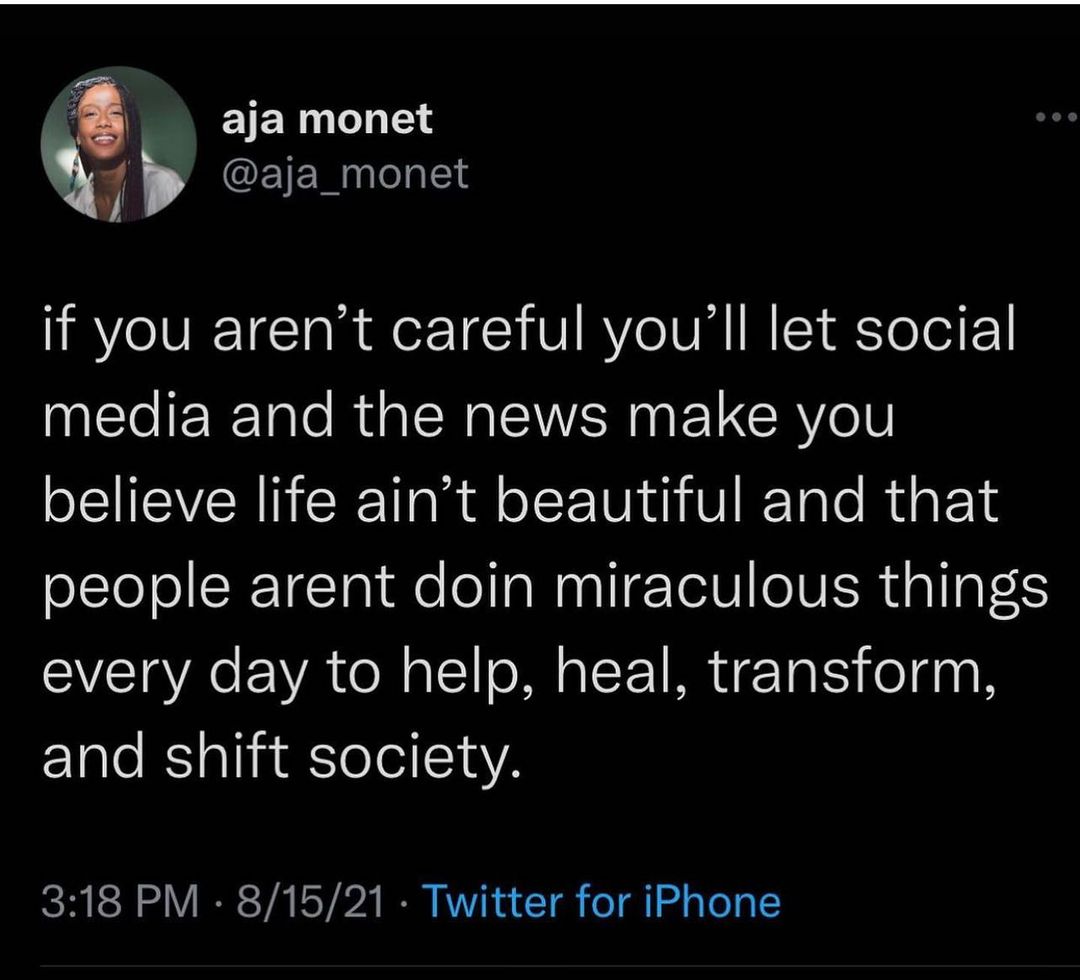 aja monet
@aja_monet
if you aren’t careful you’ll let social
media and the news make you
believe life ain’t beautiful and that
people arent doin miraculous things
every day to help, heal, transform,
and shift society.
3:18 PM · 8/15/21 · Twitter for iPhone